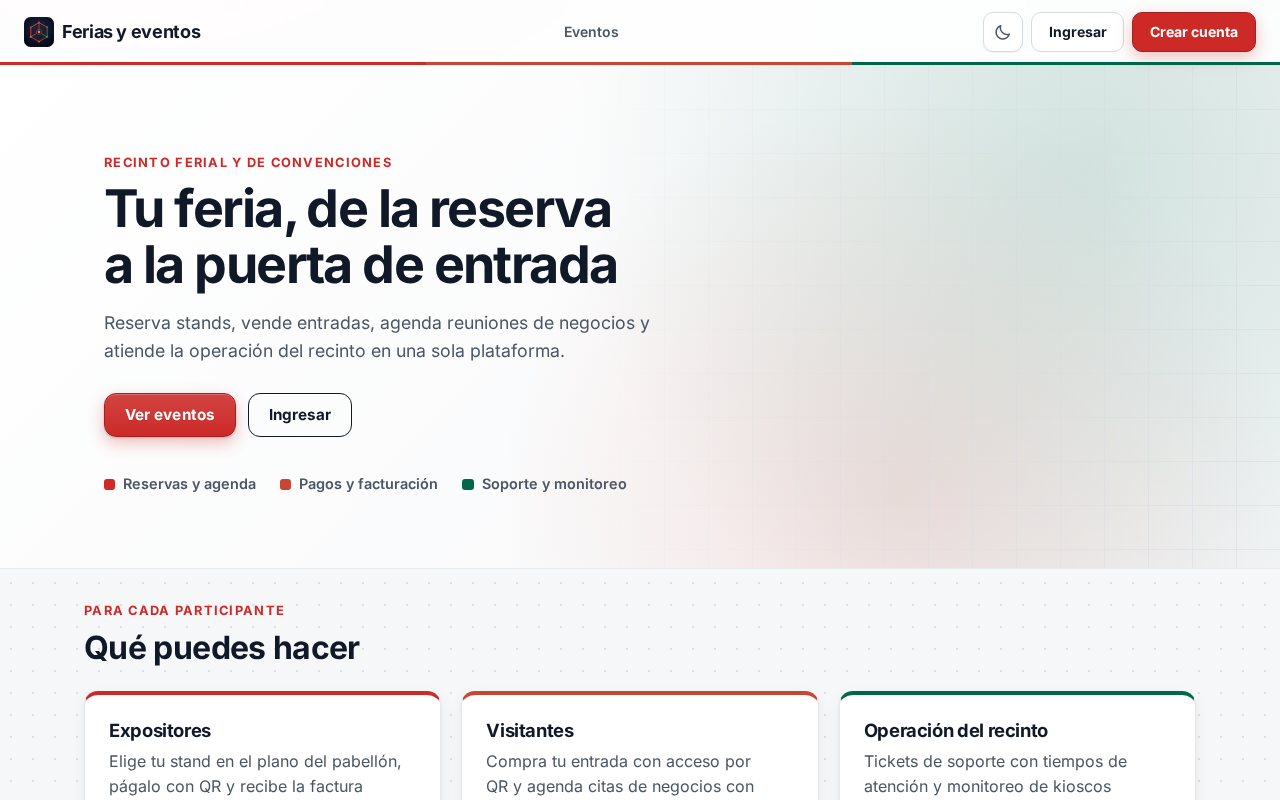 Ferias y eventos
Eventos
Ingresar
Crear cuenta
RECINTO FERIAL Y DE CONVENCIONES
Tu feria, de la reserva
a la puerta de entrada
Reserva stands, vende entradas, agenda reuniones de negocios y
atiende la operación del recinto en una sola plataforma.
Ver eventos
Ingresar
Reservas y agenda
Pagos y facturación
Soporte y monitoreo
PARA CADA PARTICIPANTE
Qué puedes hacer
Expositores
Elige tu stand en el plano del pabellón,
págalo con QR y recibe la factura
Visitantes
Compra tu entrada con acceso por
QR y agenda citas de negocios con
Operación del recinto
Tickets de soporte con tiempos de
atención y monitoreo de kioscos